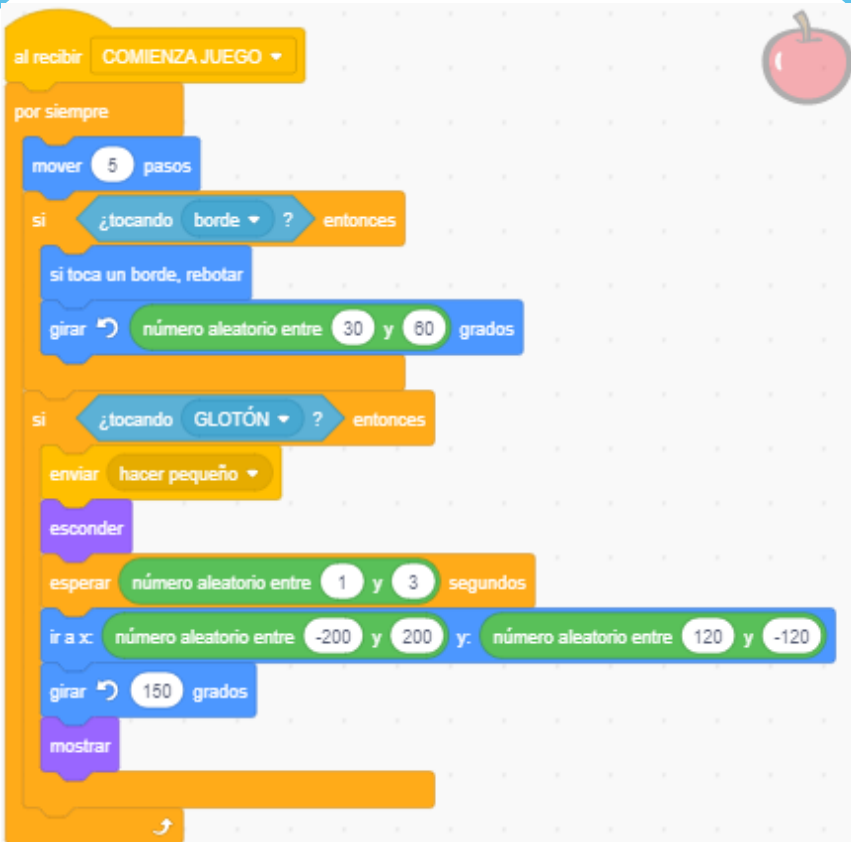 al recibir COMIENZA JUEGO
por siempre
mover 5 pasos
si ¿tocando borde ? entonces
si toca un borde, rebotar
girar número aleatorio entre 30 y 60 grados
si ¿tocando GLOTÓN ? entonces
enviar hacer pequeño
esconder
esperar número aleatorio entre 1 y 3 segundos
ir a x: número aleatorio entre -200 y 200 y: número aleatorio entre 120 y -120
girar 150 grados
mostrar